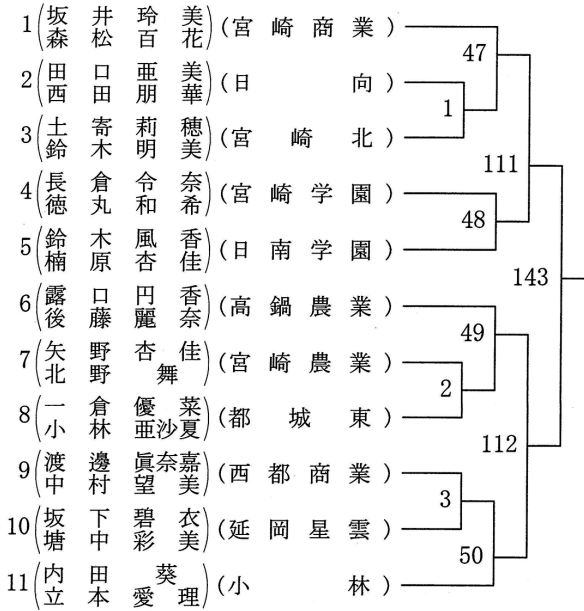 1 坂井玲美 (宮崎商業)
森松百花
47
2 田口亜美 (日向)
西田朋華
1
3 土寄莉穂 (宮崎北)
鈴木明美
111
4 長倉令奈 (宮崎学園)
徳丸和希
48
5 鈴木風香 (日南学園)
楠原杏佳
143
6 露口円香 (高鍋農業)
後藤麗奈
49
7 矢野杏佳 (宮崎農業)
北野舞
2
8 一倉優菜 (都城東)
小林亜沙夏
112
9 渡邊眞奈嘉 (西都商業)
中村望美
3
10 坂下碧衣 (延岡星雲)
塘中彩美
50
11 内田葵 (小林)
立本愛理